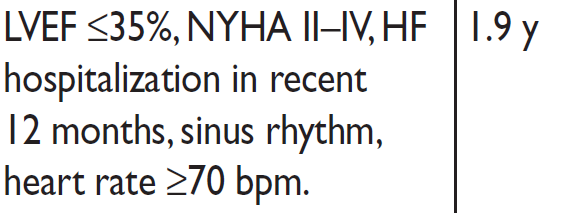 LVEF ≤35%, NYHA II–IV, HF 1.9 y
hospitalization in recent
12 months, sinus rhythm,
heart rate ≥70 bpm.